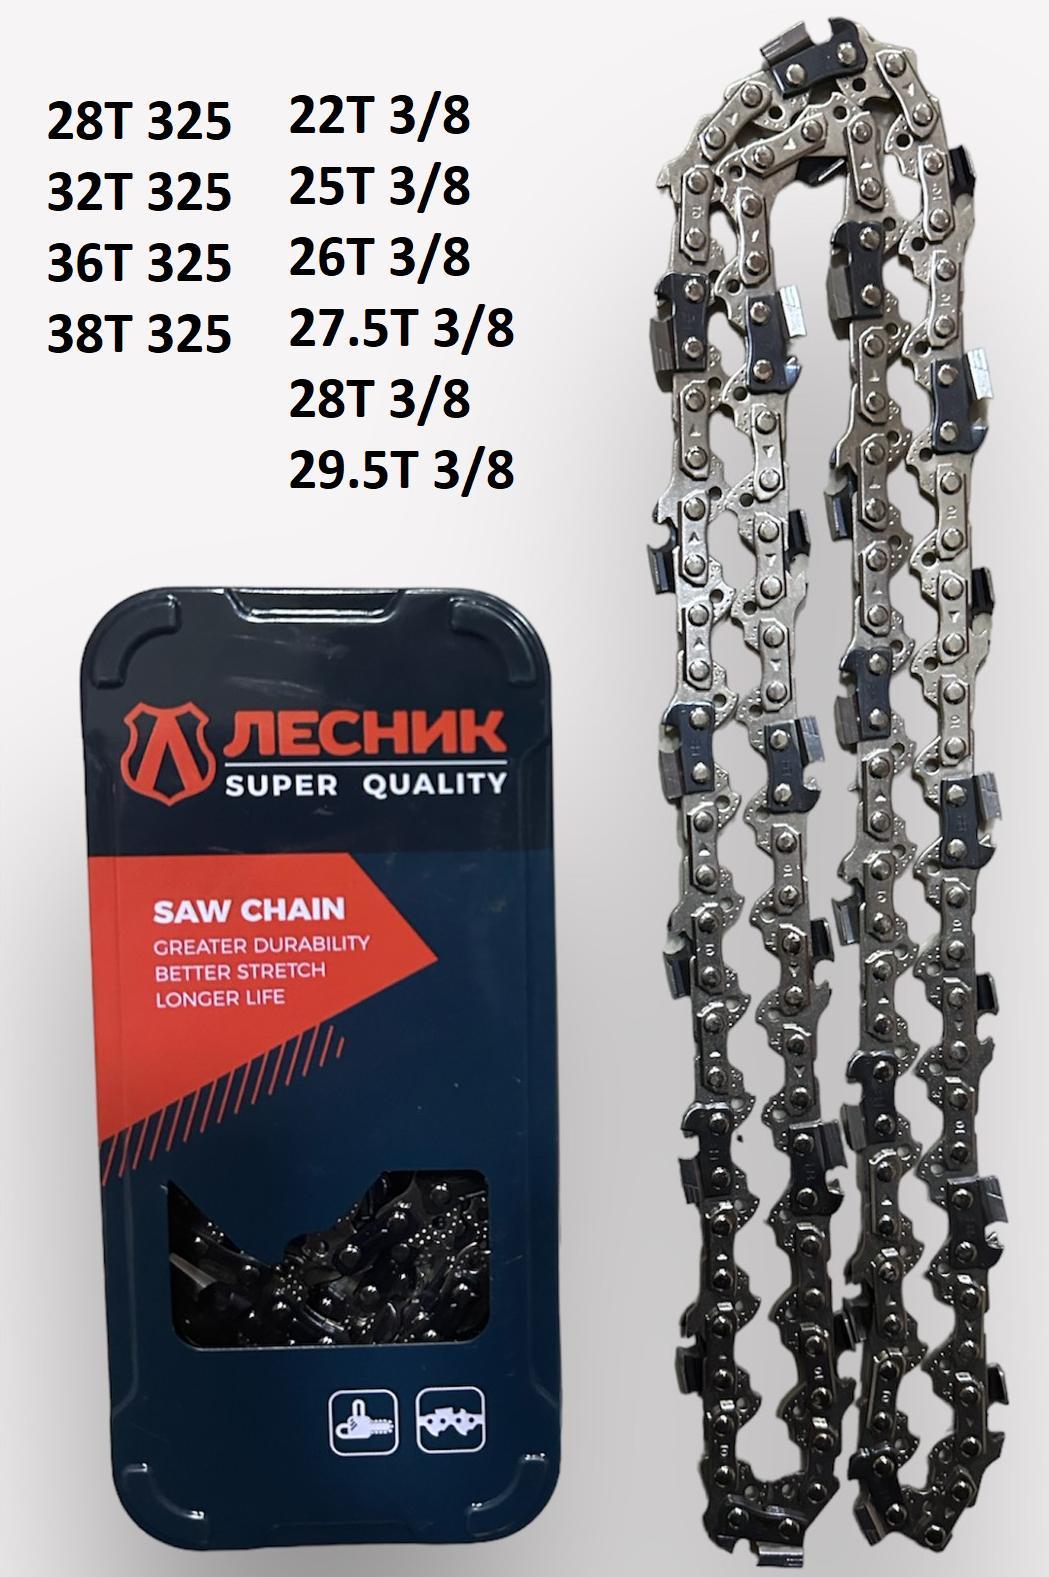 28T 325
32T 325
36T 325
38T 325
22T 3/8
25T 3/8
26T 3/8
27.5T 3/8
28T 3/8
29.5T 3/8
ЛЕСНИК
SUPER QUALITY
SAW CHAIN
GREATER DURABILITY
BETTER STRETCH
LONGER LIFE